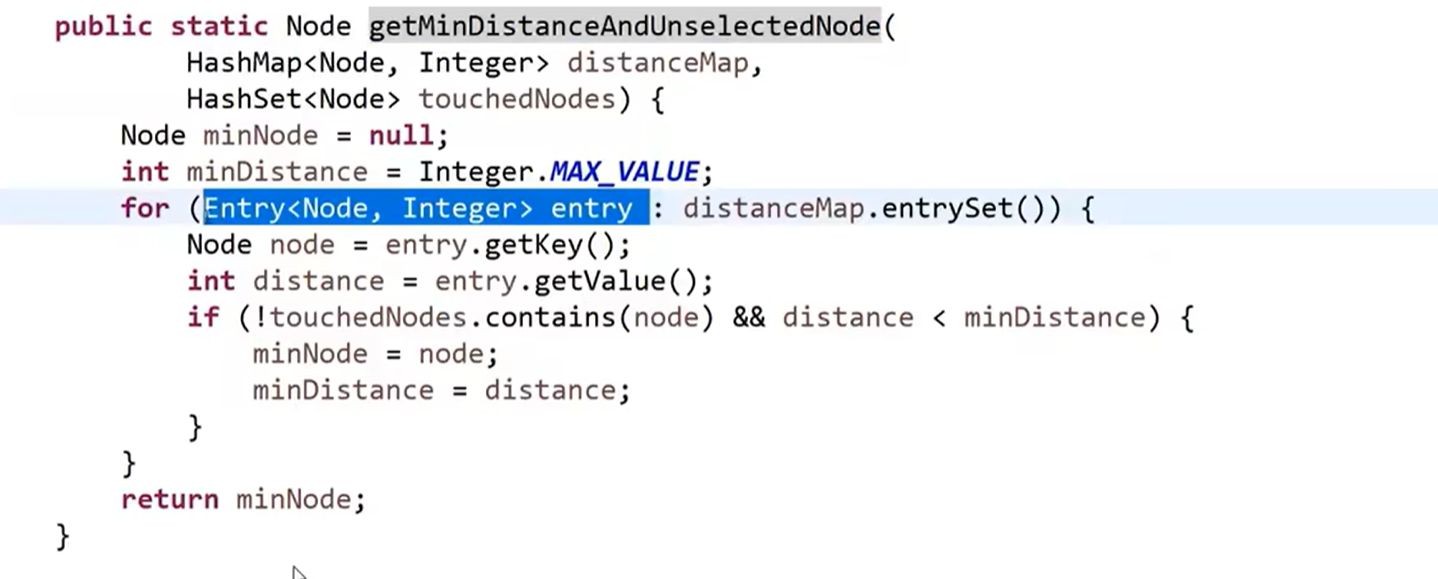 public static Node getMinDistanceAndUnselectedNode(
HashMap<Node, Integer> distanceMap,
HashSet<Node> touchedNodes) {
Node minNode = null;
int minDistance = Integer.MAX_VALUE;
for (Entry<Node, Integer> entry : distanceMap.entrySet()) {
Node node = entry.getKey();
int distance = entry.getValue();
if (!touchedNodes.contains(node) && distance < minDistance) {
minNode = node;
minDistance = distance;
}
}
return minNode;
}